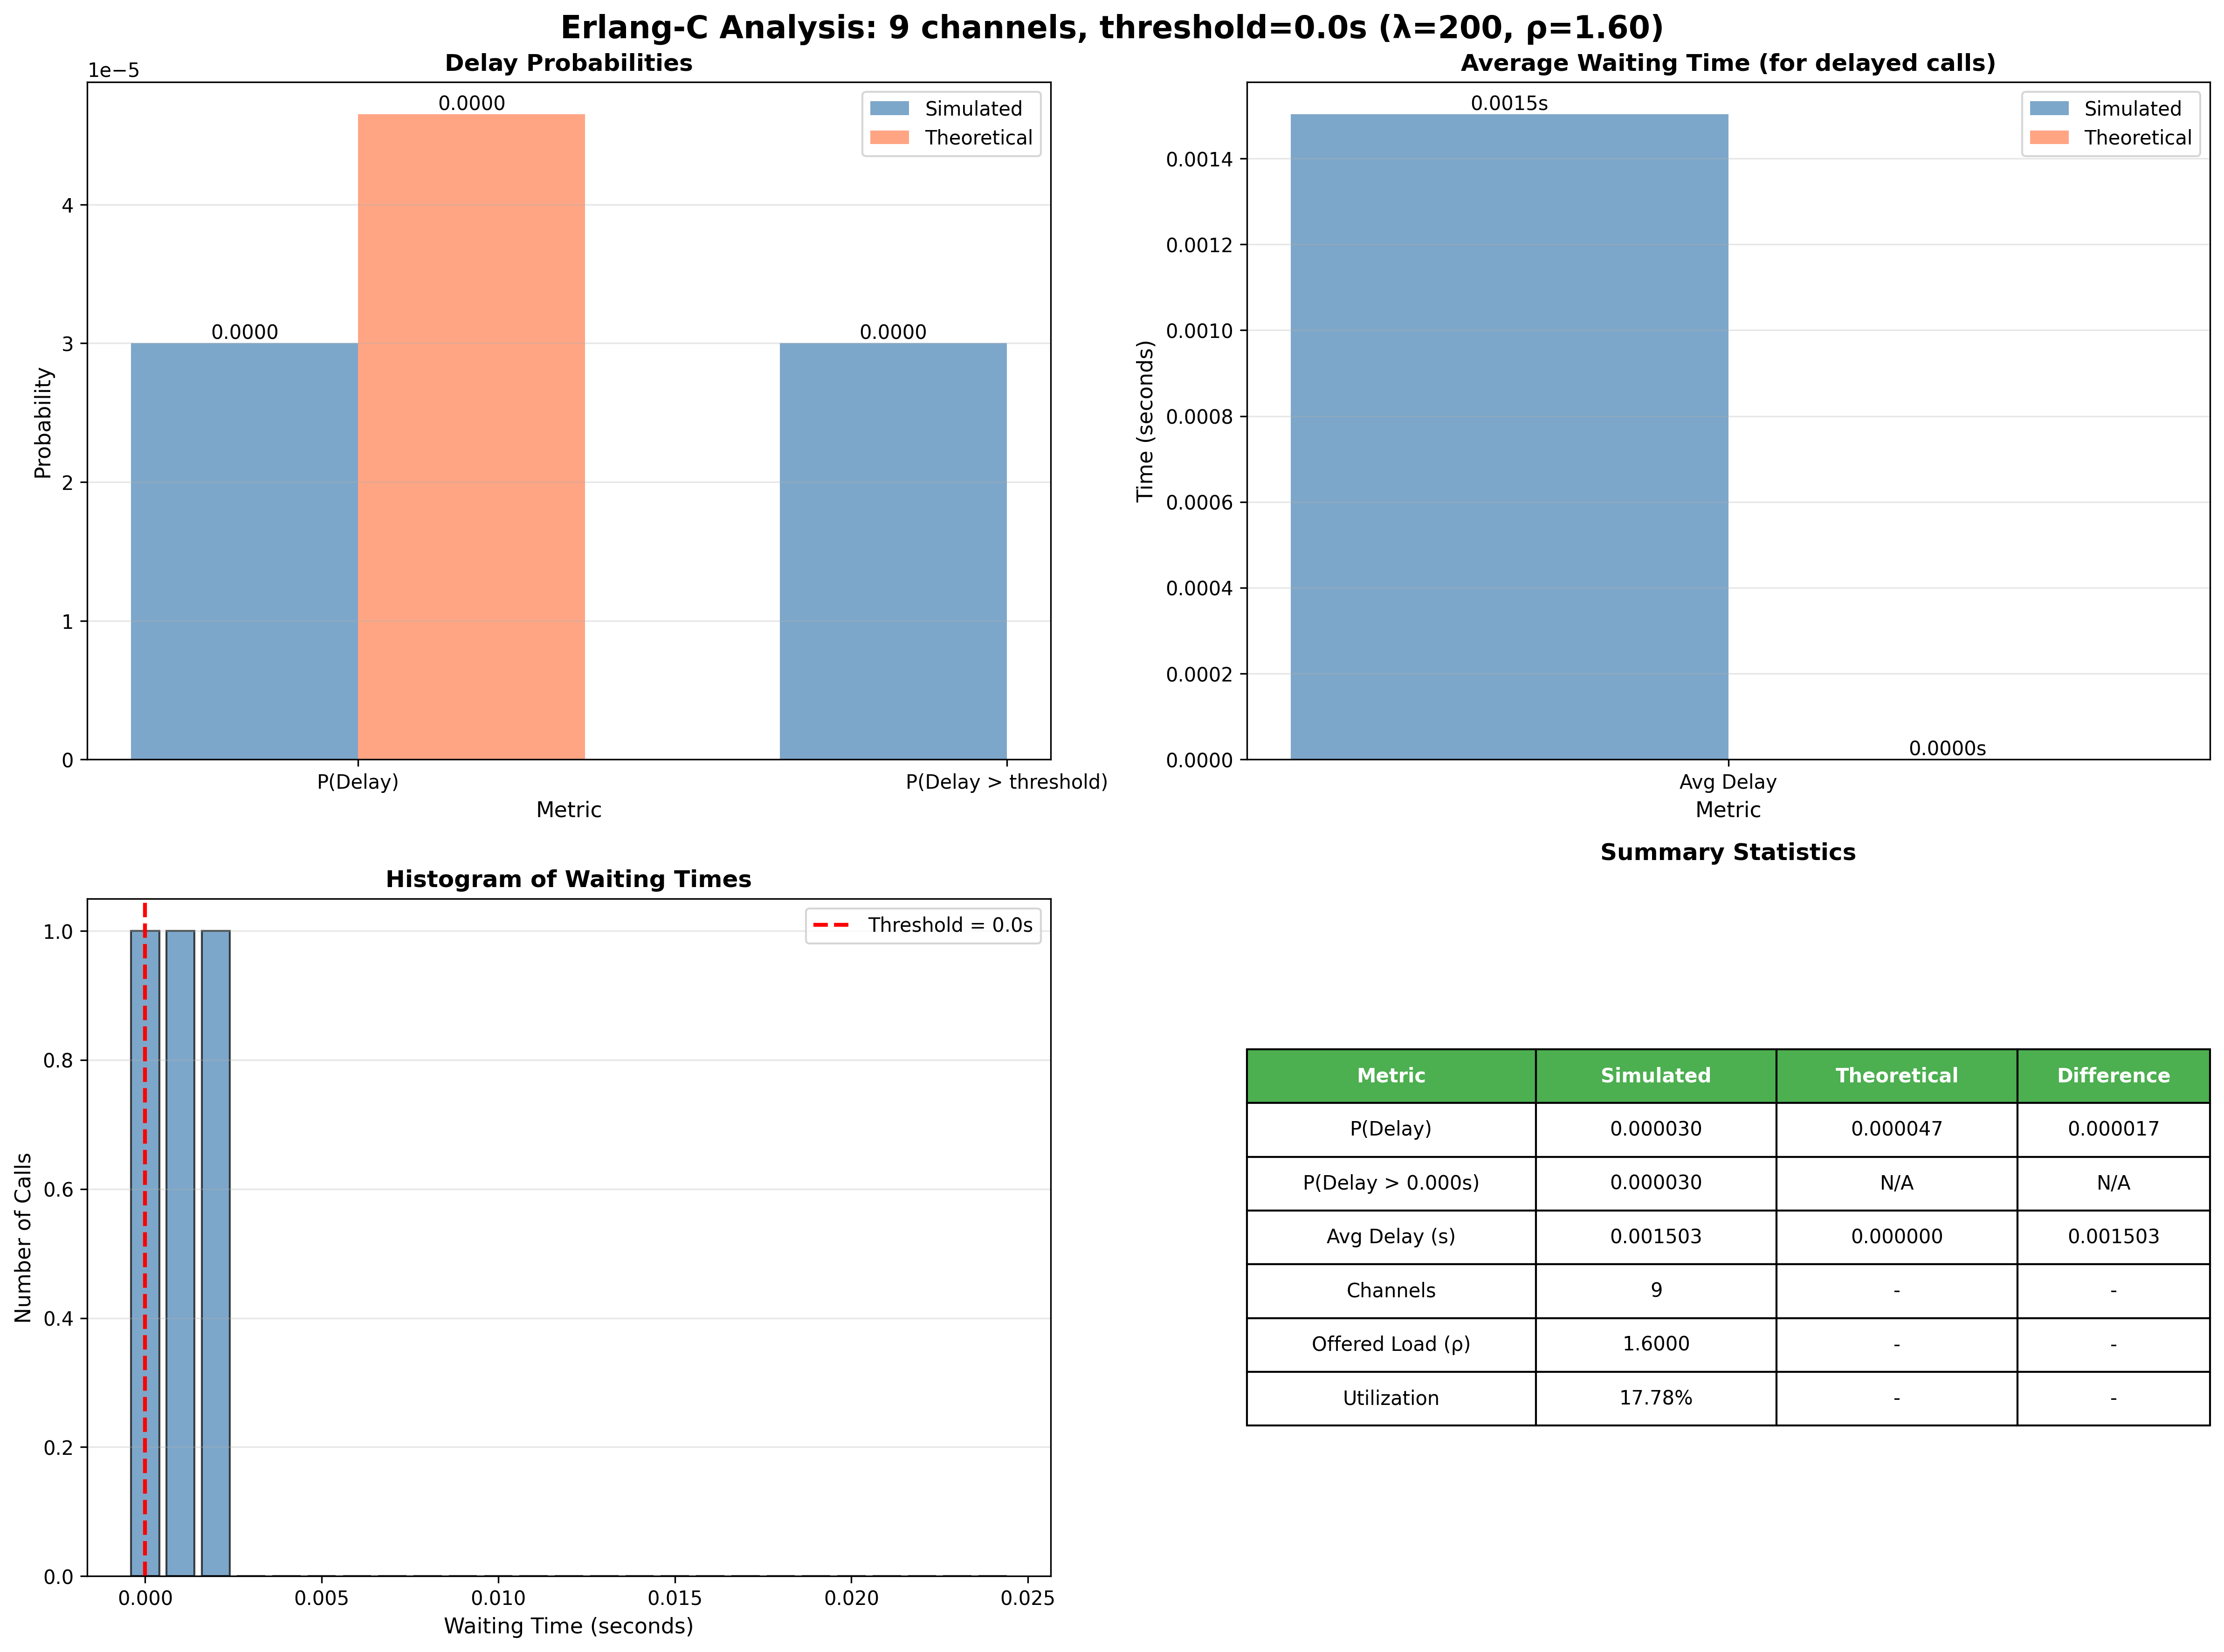 Erlang-C Analysis: 9 channels, threshold=0.0s (λ=200, ρ=1.60)
Delay Probabilities
1e−5
0.0000
0.0000
0.0000
Simulated
Theoretical
4
3
2
1
0
Probability
P(Delay)
P(Delay > threshold)
Metric
Average Waiting Time (for delayed calls)
0.0015s
0.0000s
Simulated
Theoretical
0.0014
0.0012
0.0010
0.0008
0.0006
0.0004
0.0002
0.0000
Time (seconds)
Avg Delay
Metric
Histogram of Waiting Times
Threshold = 0.0s
1.0
0.8
0.6
0.4
0.2
0.0
Number of Calls
0.000 0.005 0.010 0.015 0.020 0.025
Waiting Time (seconds)
Summary Statistics
Metric Simulated Theoretical Difference
P(Delay) 0.000030 0.000047 0.000017
P(Delay > 0.000s) 0.000030 N/A N/A
Avg Delay (s) 0.001503 0.000000 0.001503
Channels 9 - -
Offered Load (ρ) 1.6000 - -
Utilization 17.78% - -